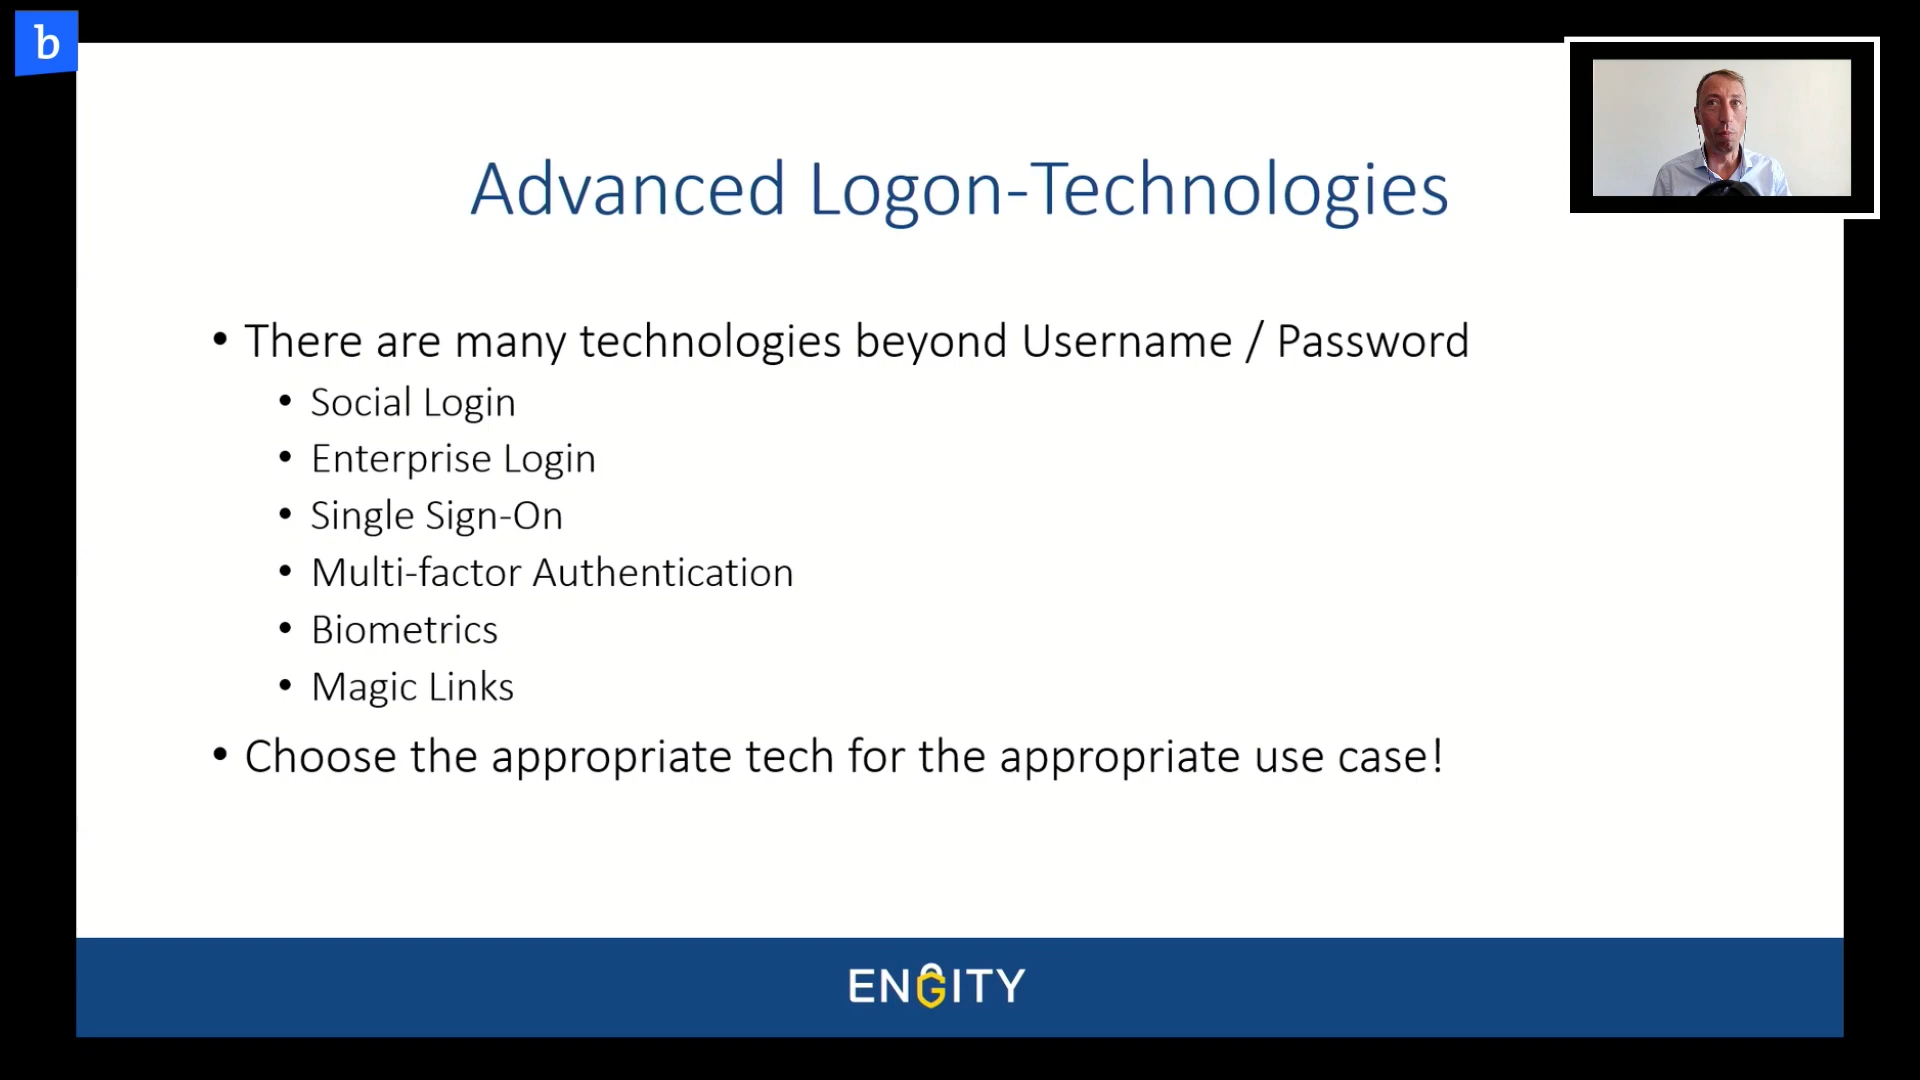 b
Advanced Logon-Technologies
• There are many technologies beyond Username / Password
• Social Login
• Enterprise Login
• Single Sign-On
• Multi-factor Authentication
• Biometrics
• Magic Links
• Choose the appropriate tech for the appropriate use case!
ENGITY